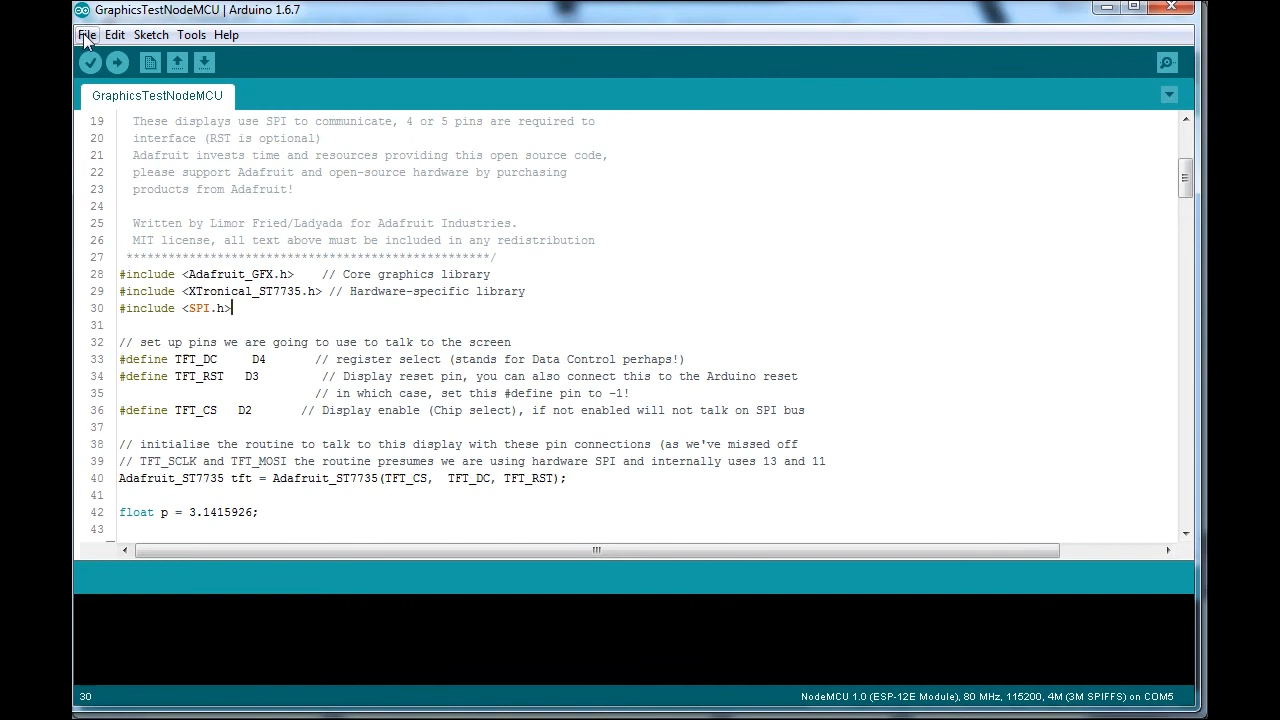 GraphicsTestNodeMCU | Arduino 1.6.7
File Edit Sketch Tools Help
GraphicsTestNodeMCU
19 These displays use SPI to communicate, 4 or 5 pins are required to
20 interface (RST is optional)
21 Adafruit invests time and resources providing this open source code,
22 please support Adafruit and open-source hardware by purchasing
23 products from Adafruit!
24
25 Written by Limor Fried/Ladyada for Adafruit Industries.
26 MIT license, all text above must be included in any redistribution
27 ****************************************************/
28 #include <Adafruit_GFX.h>    // Core graphics library
29 #include <XTronical_ST7735.h> // Hardware-specific library
30 #include <SPI.h>
31
32 // set up pins we are going to use to talk to the screen
33 #define TFT_DC     D4       // register select (stands for Data Control perhaps!)
34 #define TFT_RST   D3         // Display reset pin, you can also connect this to the Arduino reset
35                             // in which case, set this #define pin to -1!
36 #define TFT_CS   D2       // Display enable (Chip select), if not enabled will not talk on SPI bus
37
38 // initialise the routine to talk to this display with these pin connections (as we've missed off
39 // TFT_SCLK and TFT_MOSI the routine presumes we are using hardware SPI and internally uses 13 and 11
40 Adafruit_ST7735 tft = Adafruit_ST7735(TFT_CS,  TFT_DC, TFT_RST);
41
42 float p = 3.1415926;
43
30 NodeMCU 1.0 (ESP-12E Module), 80 MHz, 115200, 4M (3M SPIFFS) on COM5